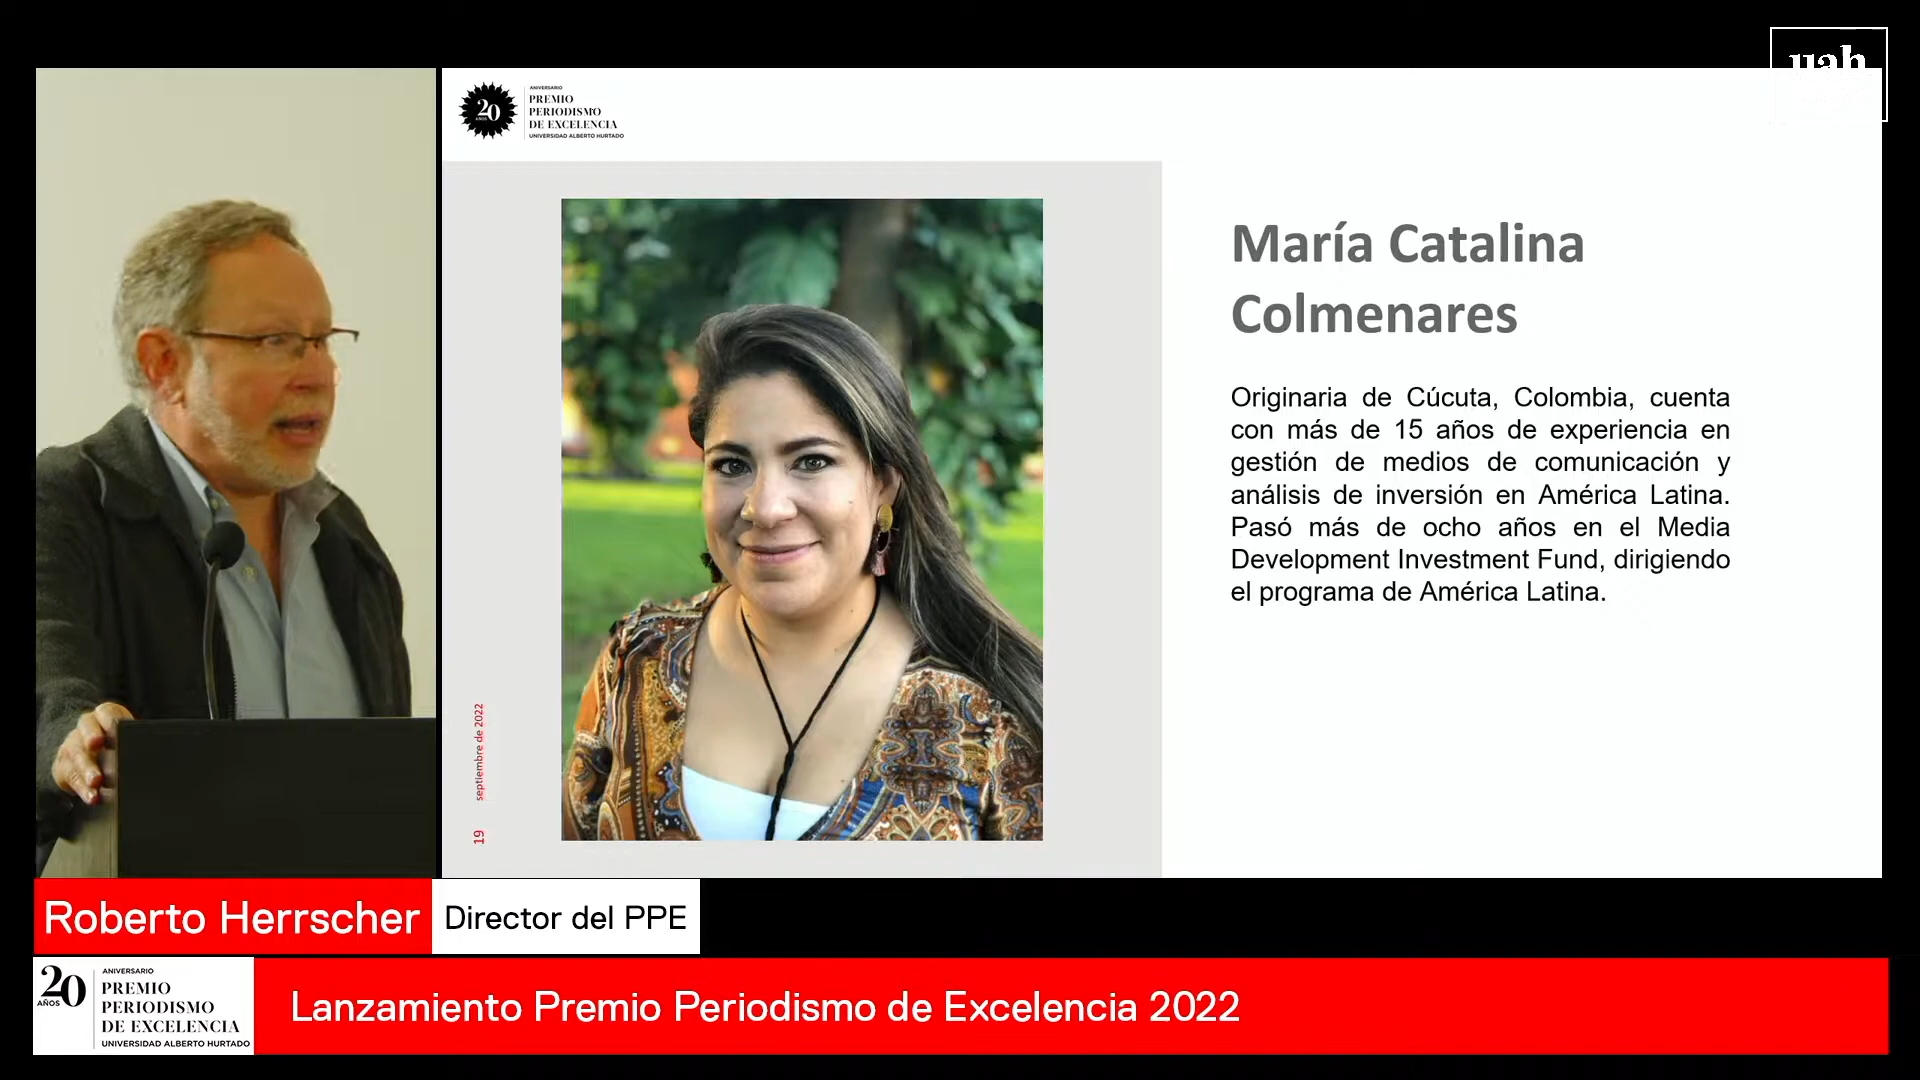 uah
20
AÑOS
ANIVERSARIO
PREMIO
PERIODISMO
DE EXCELENCIA
UNIVERSIDAD ALBERTO HURTADO
María Catalina
Colmenares
Originaria de Cúcuta, Colombia, cuenta
con más de 15 años de experiencia en
gestión de medios de comunicación y
análisis de inversión en América Latina.
Pasó más de ocho años en el Media
Development Investment Fund, dirigiendo
el programa de América Latina.
septiembre de 2022
19
Roberto Herrscher
Director del PPE
20
AÑOS
ANIVERSARIO
PREMIO
PERIODISMO
DE EXCELENCIA
UNIVERSIDAD ALBERTO HURTADO
Lanzamiento Premio Periodismo de Excelencia 2022